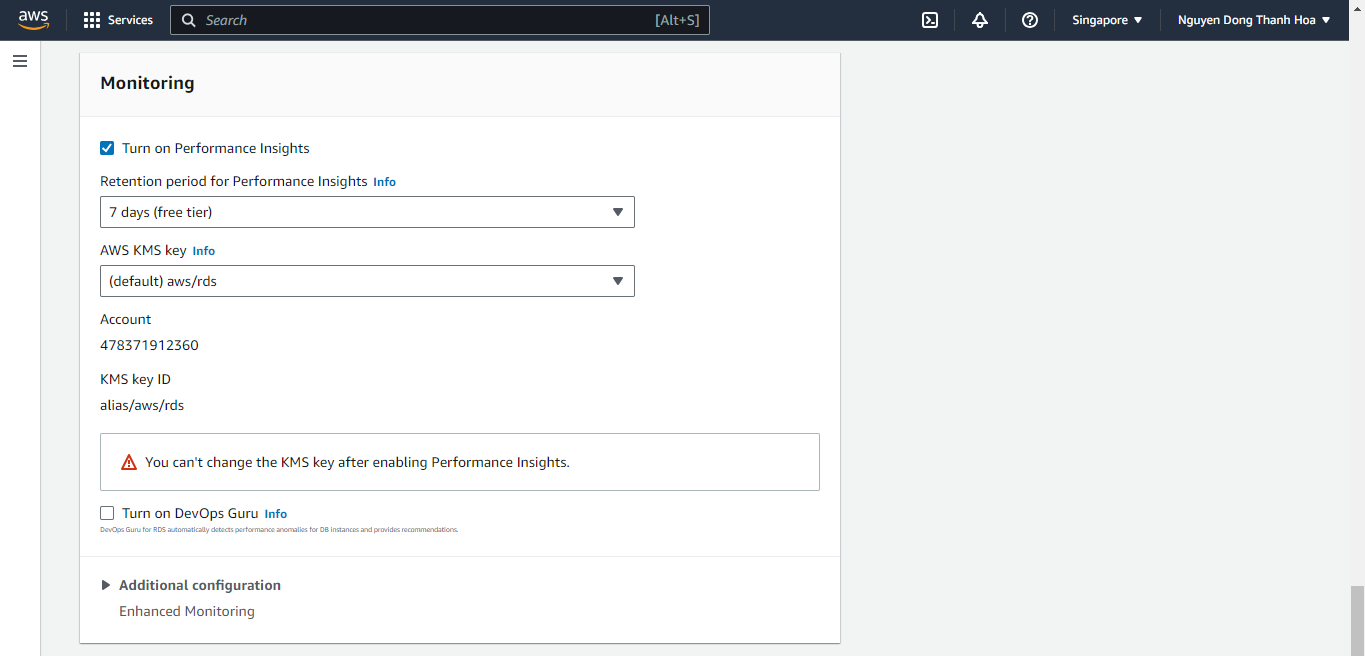 aws
Services
Search
[Alt+S]
Singapore
Nguyen Dong Thanh Hoa
Monitoring
Turn on Performance Insights
Retention period for Performance Insights Info
7 days (free tier)
AWS KMS key Info
(default) aws/rds
Account
478371912360
KMS key ID
alias/aws/rds
You can't change the KMS key after enabling Performance Insights.
Turn on DevOps Guru Info
DevOps Guru for RDS automatically detects performance anomalies for DB instances and provides recommendations.
Additional configuration
Enhanced Monitoring